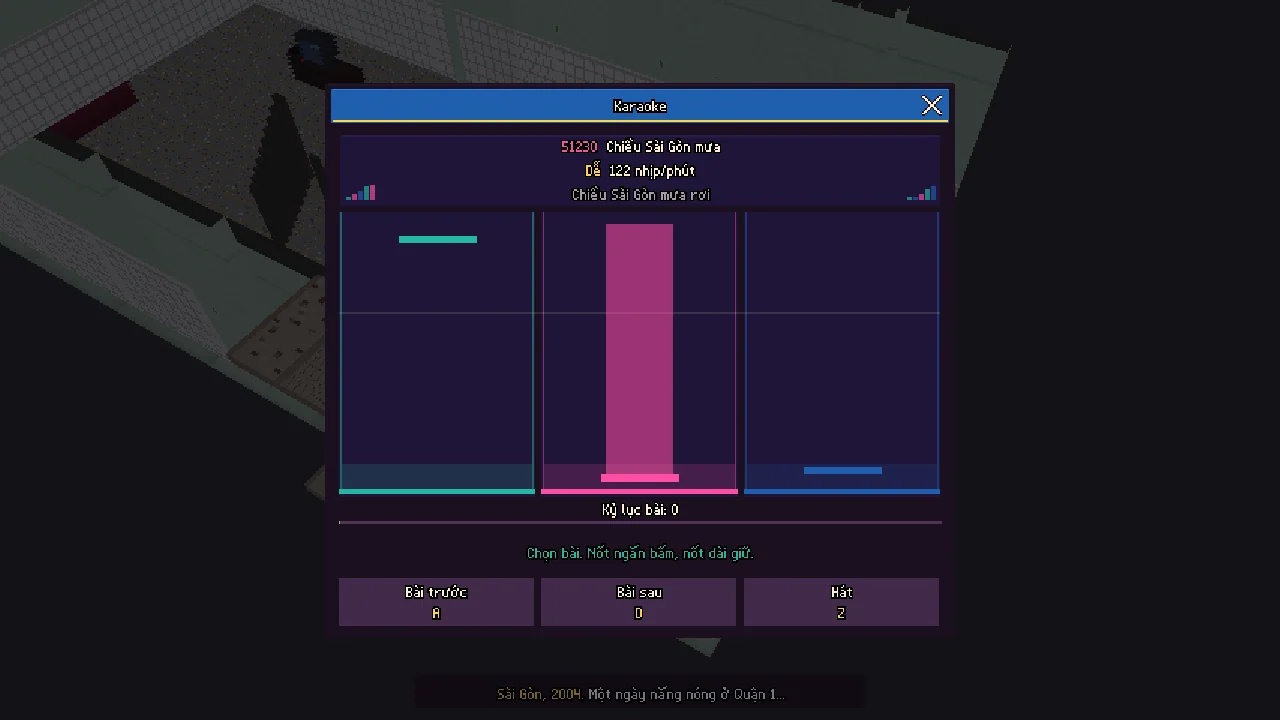 Karaoke
51230 Chiều Sài Gòn mưa
Dễ 122 nhịp/phút
Chiều Sài Gòn mưa rơi
Kỷ lục bài: 0
Chọn bài. Nốt ngắn bấm, nốt dài giữ.
Bài trước
A
Bài sau
D
Hát
Z
Sài Gòn, 2004. Một ngày nắng nóng ở Quận 1...